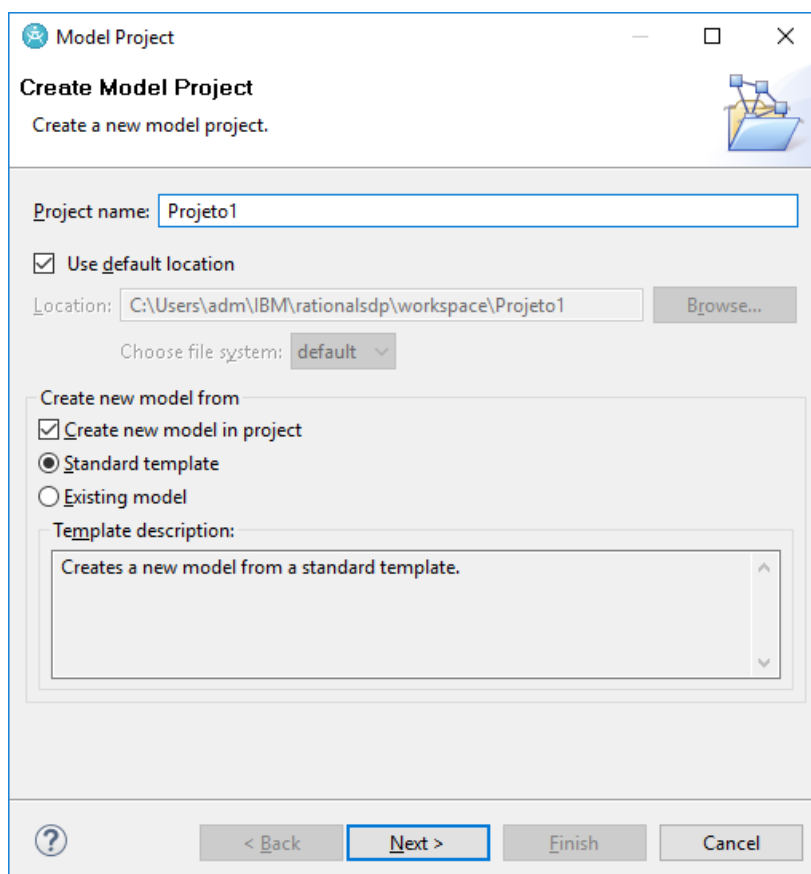 Model Project
Create Model Project
Create a new model project.
Project name: Projeto1
Use default location
Location: C:\Users\adm\IBM\rationalsdp\workspace\Projeto1 Browse...
Choose file system: default
Create new model from
Create new model in project
Standard template
Existing model
Template description:
Creates a new model from a standard template.
? < Back Next > Finish Cancel